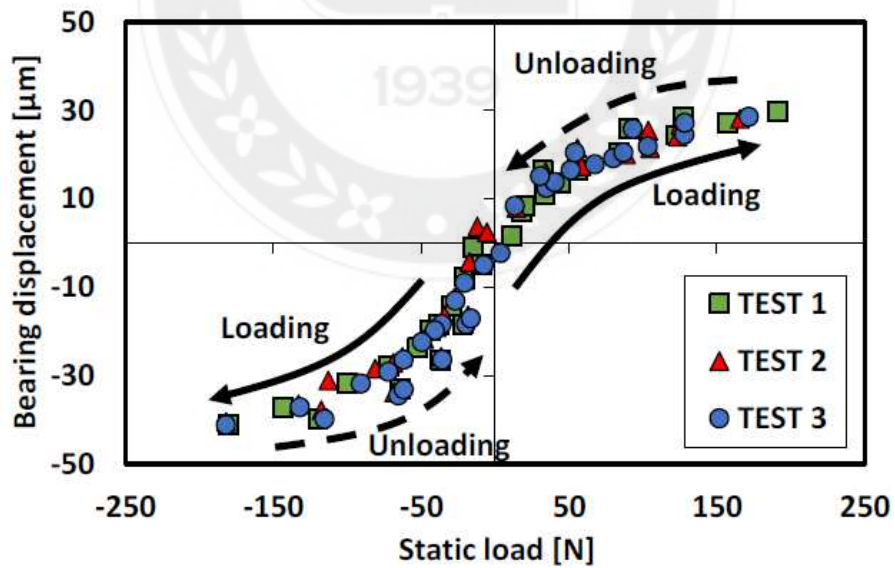 1939
50
30
10
-10
-30
-50
Bearing displacement [μm]
Unloading
Loading
Loading
Unloading
TEST 1
TEST 2
TEST 3
-250
-150
-50
50
150
250
Static load [N]